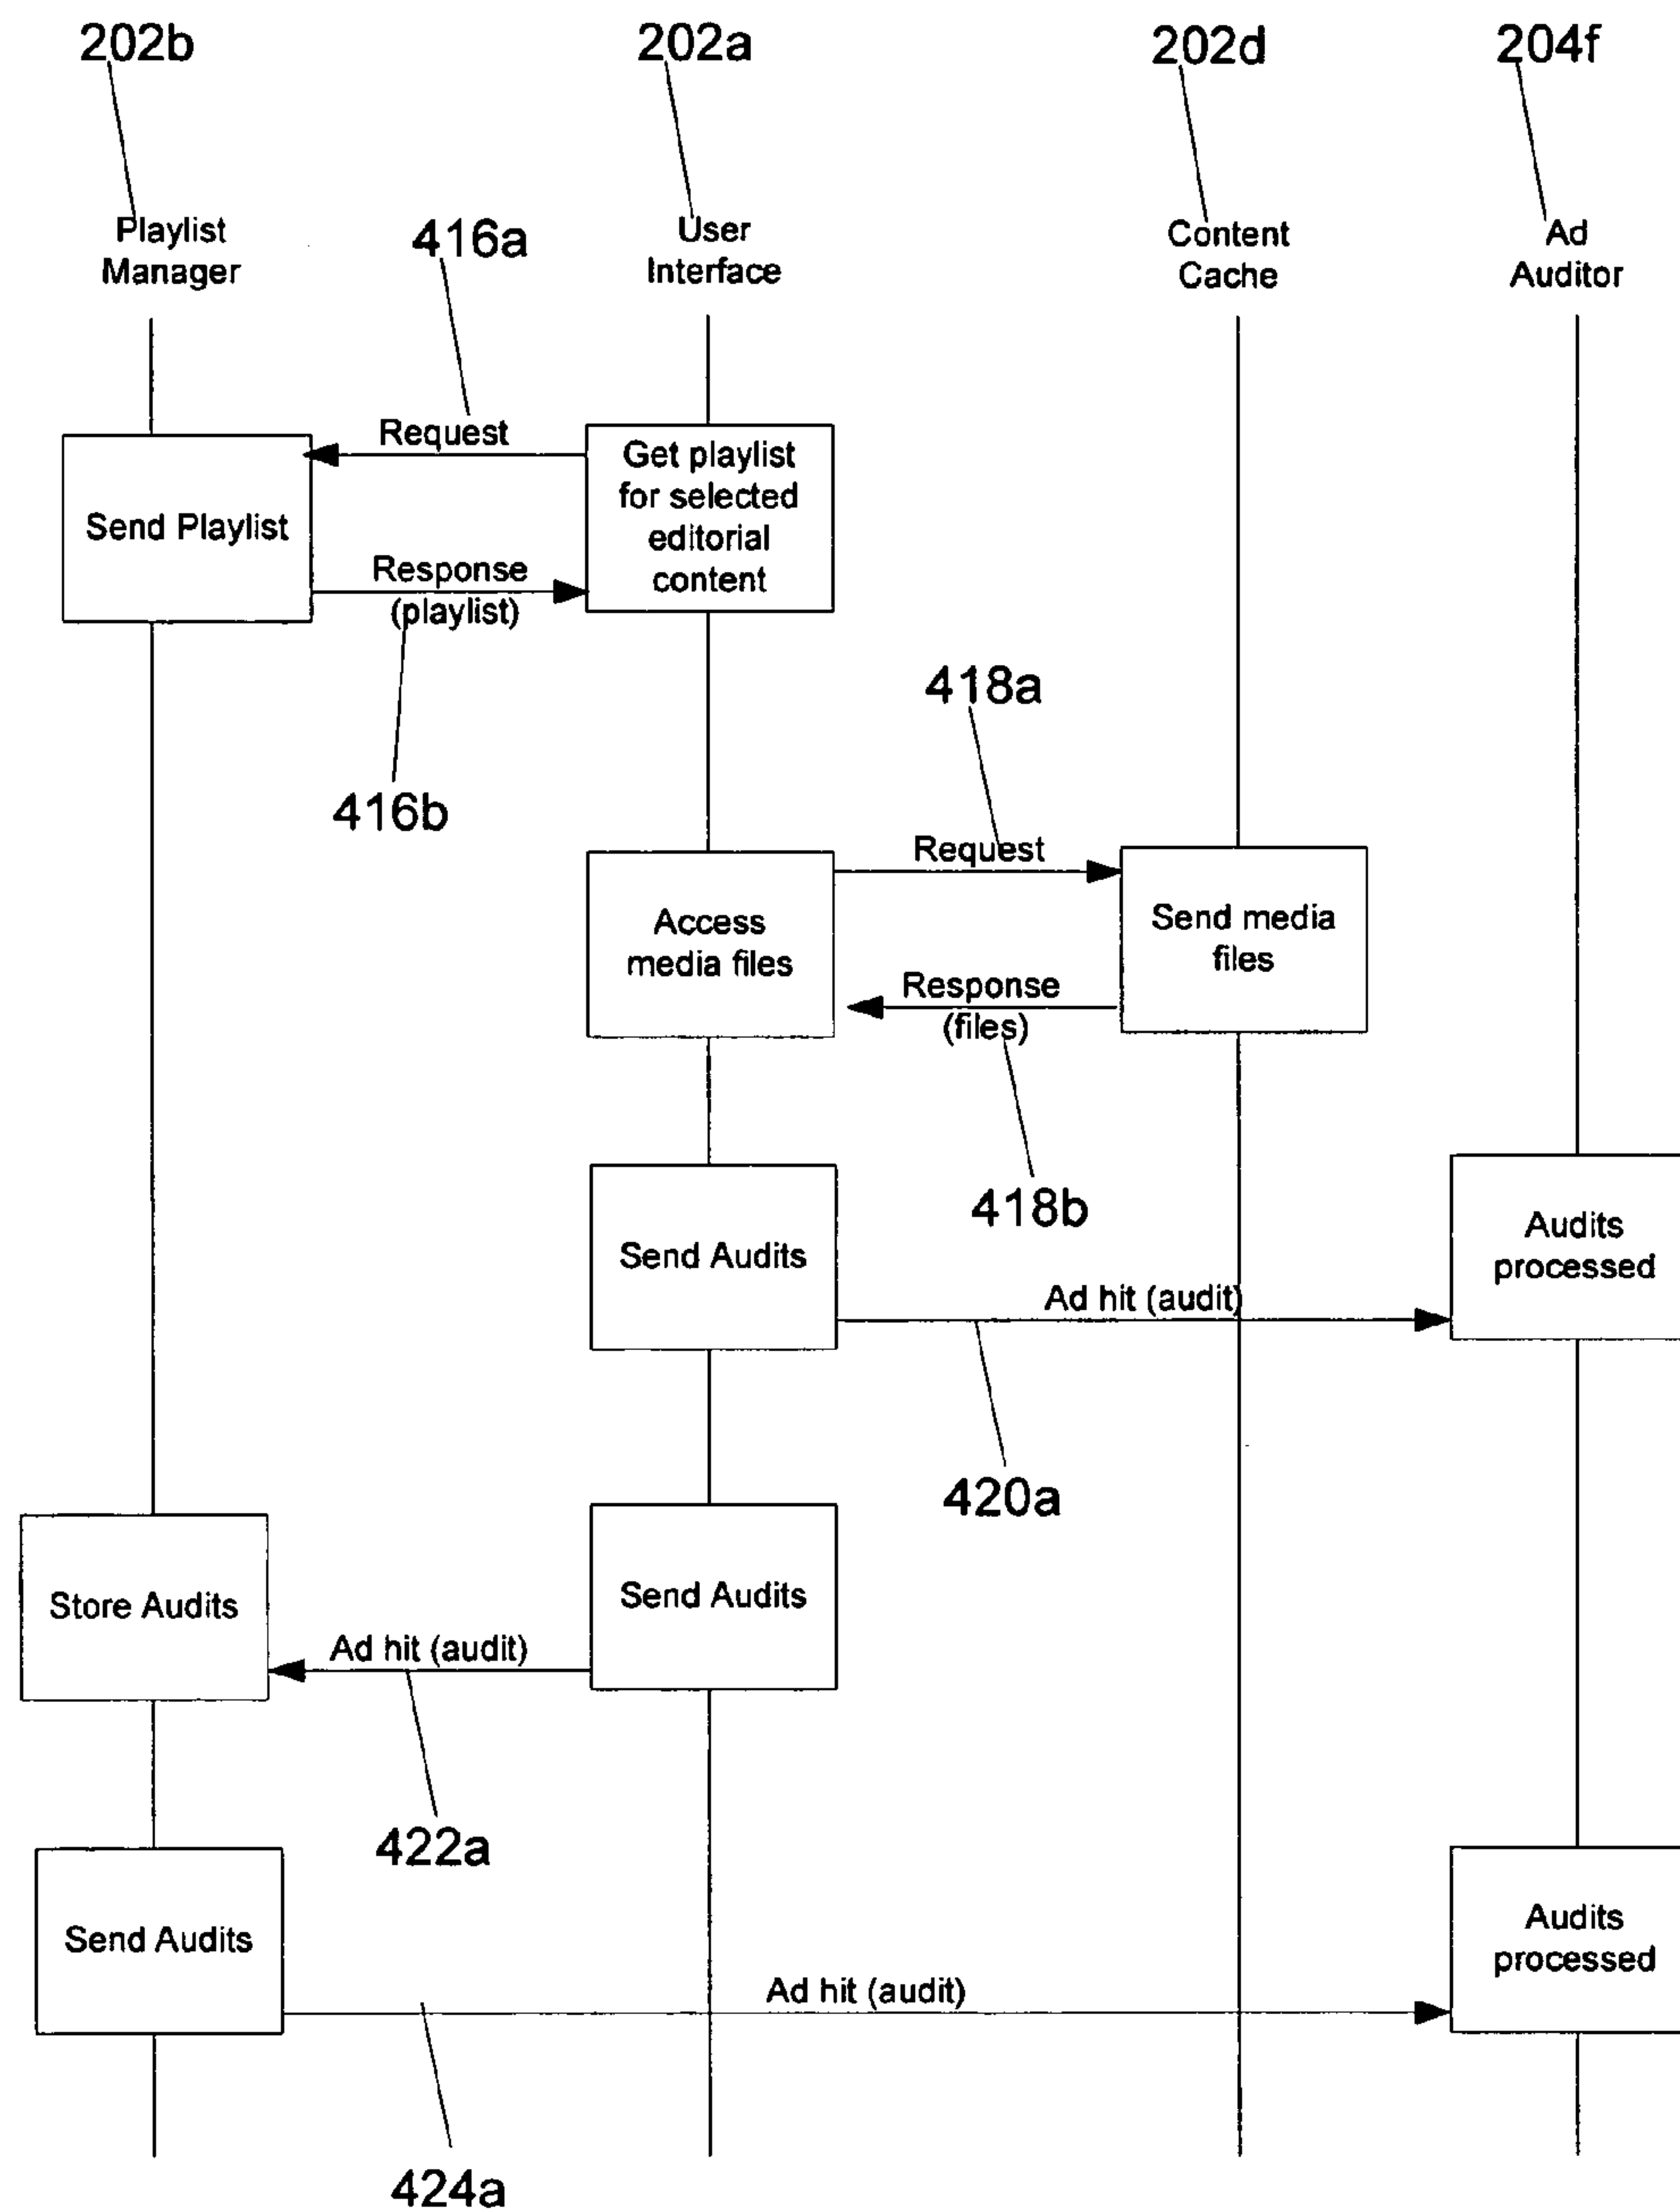 202b
202a
202d
204f
Playlist
Manager
416a
User
Interface
Content
Cache
Ad
Auditor
Request
Get playlist
for selected
editorial
content
Send Playlist
Response
(playlist)
416b
418a
Request
Access
media files
Send media
files
Response
(files)
418b
Send Audits
Audits
processed
Ad hit (audit)
420a
Store Audits
Send Audits
Ad hit (audit)
422a
Send Audits
Audits
processed
Ad hit (audit)
424a